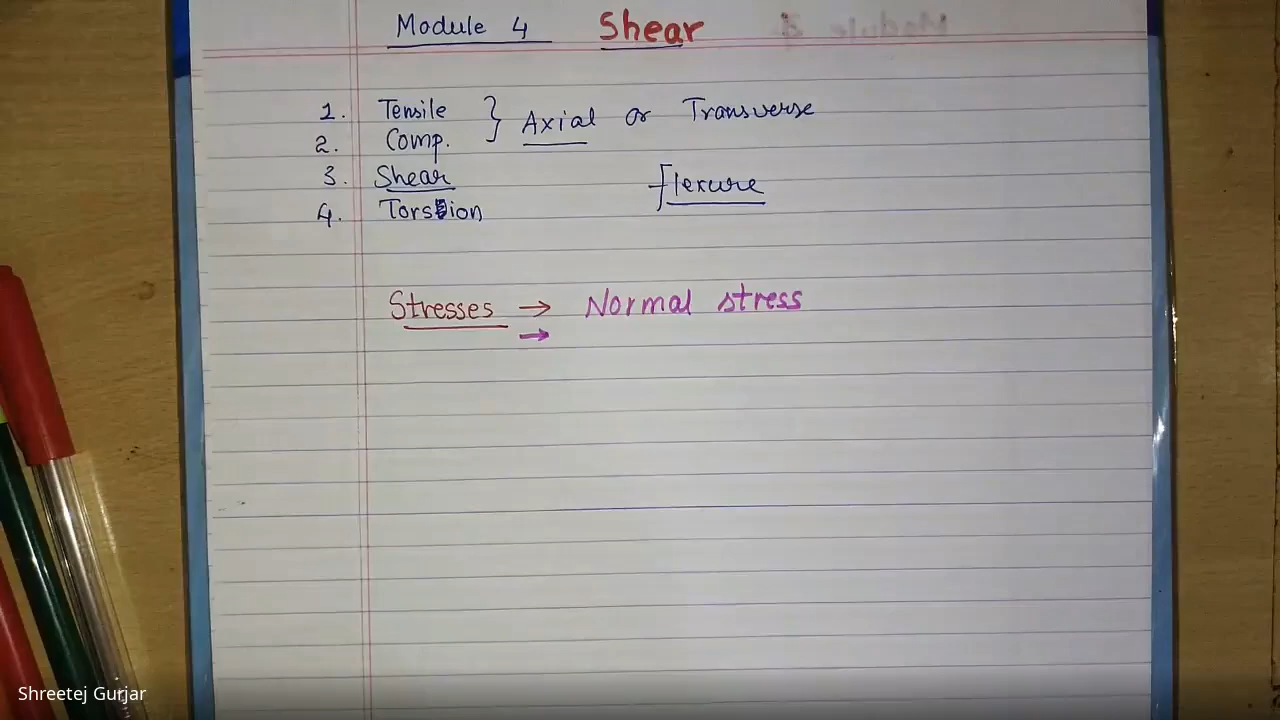 Module 4 Shear
1. Tensile } Axial or Transverse
2. Comp.
3. Shear flexure
4. Torsion
Stresses → Normal stress
→
Shreetej Gurjar